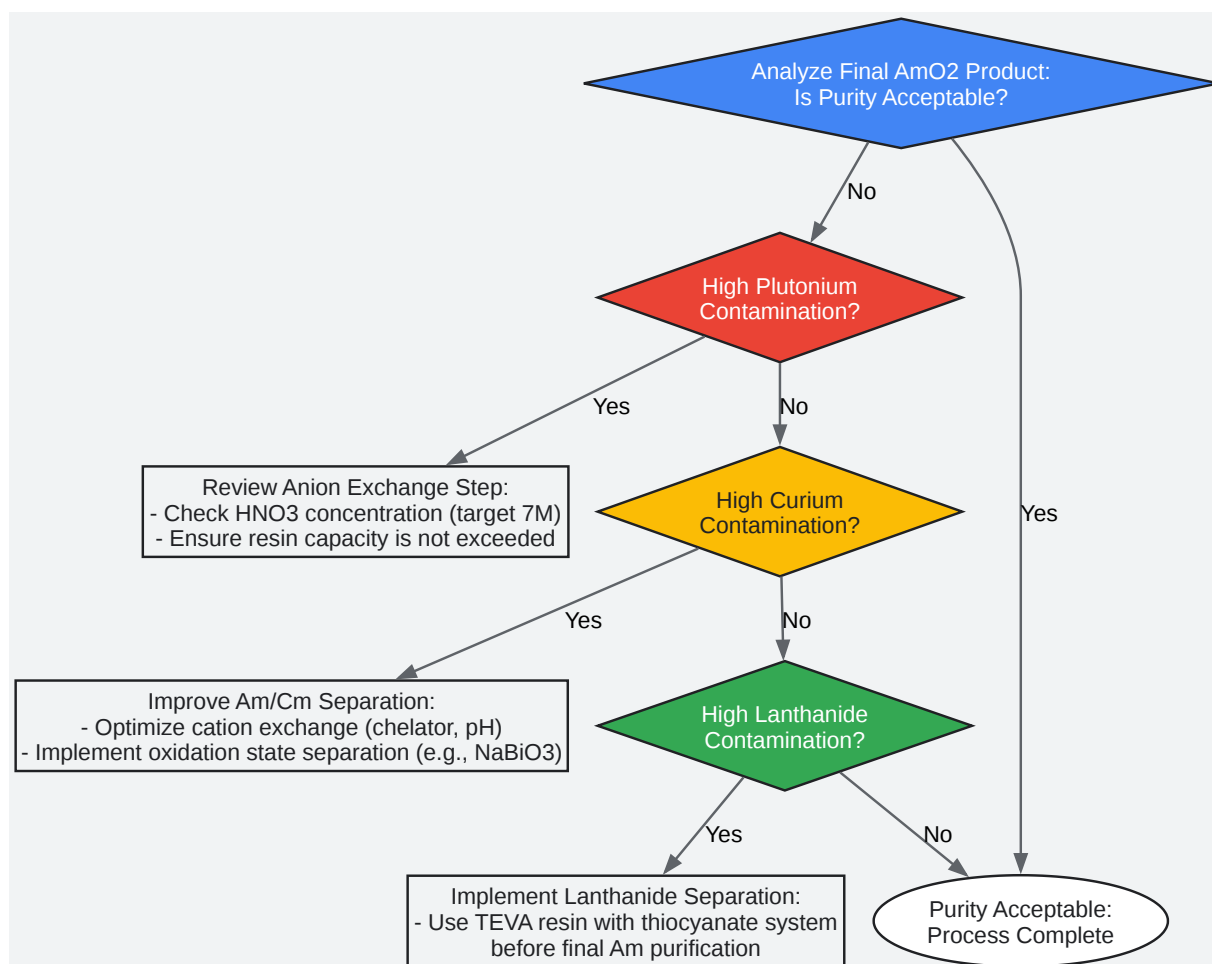 Analyze Final AmO2 Product:
Is Purity Acceptable?
No
High Plutonium
Contamination?
Yes
No
Review Anion Exchange Step:
- Check HNO3 concentration (target 7M)
- Ensure resin capacity is not exceeded
High Curium
Contamination?
Yes
Yes
No
Improve Am/Cm Separation:
- Optimize cation exchange (chelator, pH)
- Implement oxidation state separation (e.g., NaBiO3)
High Lanthanide
Contamination?
Yes
No
Implement Lanthanide Separation:
- Use TEVA resin with thiocyanate system
before final Am purification
Purity Acceptable:
Process Complete